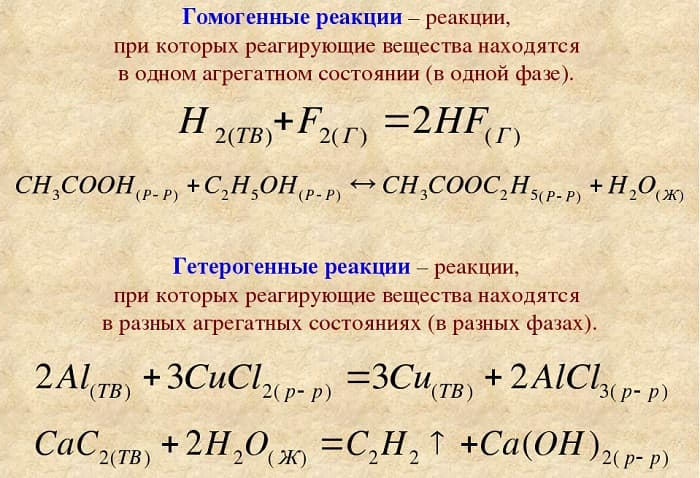 Гомогенные реакции – реакции,
при которых реагирующие вещества находятся
в одном агрегатном состоянии (в одной фазе).
H₂(ТВ)+F₂(Г) =2HF(Г)
CH₃COOH(Р-Р) +C₂H₅OH(Р-Р) ↔ CH₃COOC₂H₅(Р-Р) +H₂O(Ж)
Гетерогенные реакции – реакции,
при которых реагирующие вещества находятся
в разных агрегатных состояниях (в разных фазах).
2Al(ТВ) +3CuCl₂(р-р) =3Cu(ТВ) +2AlCl₃(р-р)
CaC₂(ТВ) +2H₂O(Ж) =C₂H₂ ↑ +Ca(OH)₂(р-р)